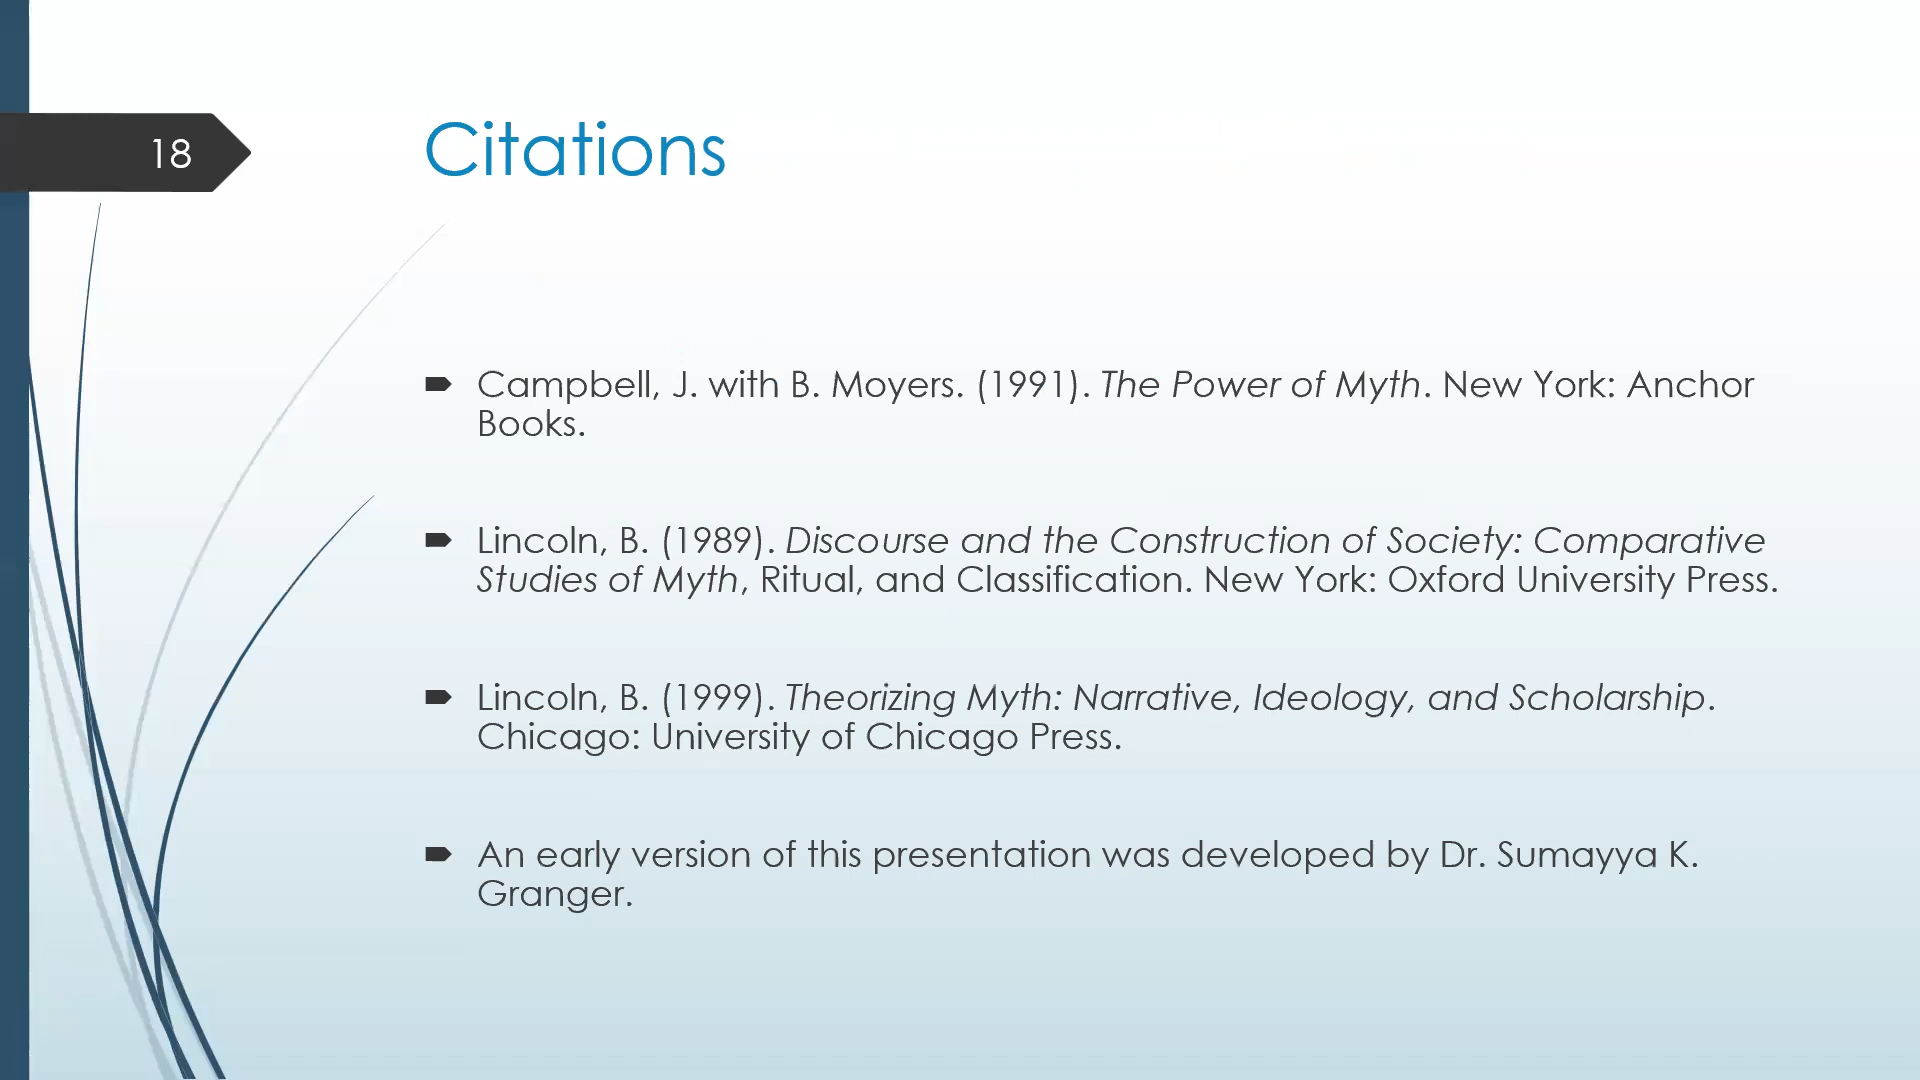 18
Citations
Campbell, J. with B. Moyers. (1991). The Power of Myth. New York: Anchor
Books.
Lincoln, B. (1989). Discourse and the Construction of Society: Comparative
Studies of Myth, Ritual, and Classification. New York: Oxford University Press.
Lincoln, B. (1999). Theorizing Myth: Narrative, Ideology, and Scholarship.
Chicago: University of Chicago Press.
An early version of this presentation was developed by Dr. Sumayya K.
Granger.